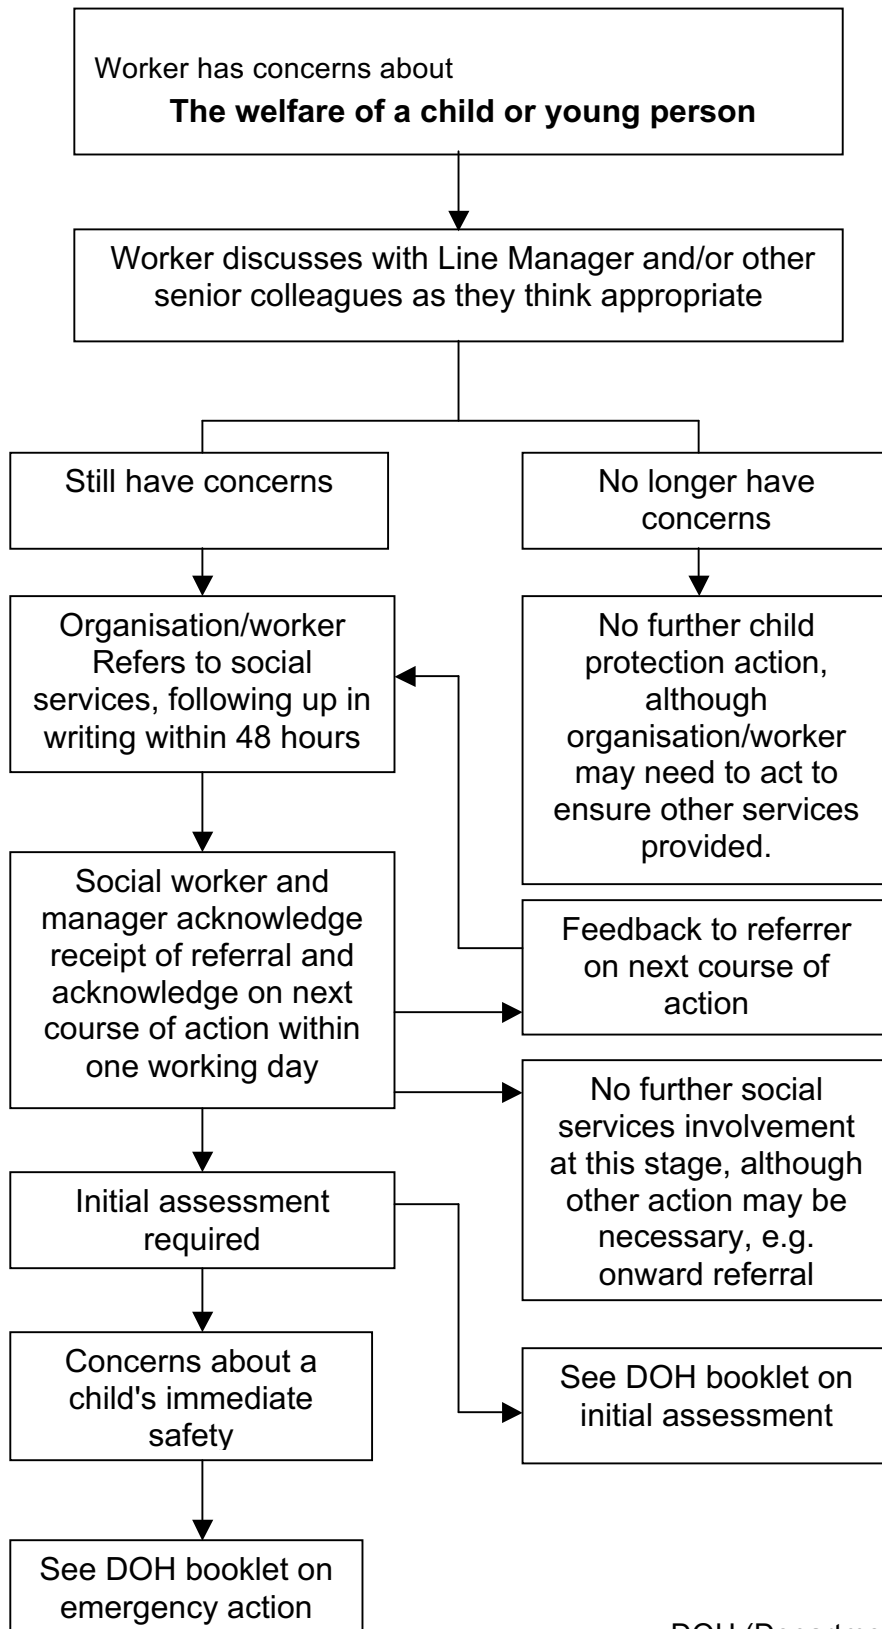 Worker has concerns about
The welfare of a child or young person
Worker discusses with Line Manager and/or other
senior colleagues as they think appropriate
Still have concerns
No longer have
concerns
Organisation/worker
Refers to social
services, following up in
writing within 48 hours
No further child
protection action,
although
organisation/worker
may need to act to
ensure other services
provided.
Social worker and
manager acknowledge
receipt of referral and
acknowledge on next
course of action within
one working day
Feedback to referrer
on next course of
action
No further social
services involvement
at this stage, although
other action may be
necessary, e.g.
onward referral
Initial assessment
required
Concerns about a
child's immediate
safety
See DOH booklet on
initial assessment
See DOH booklet on
emergency action
DOH